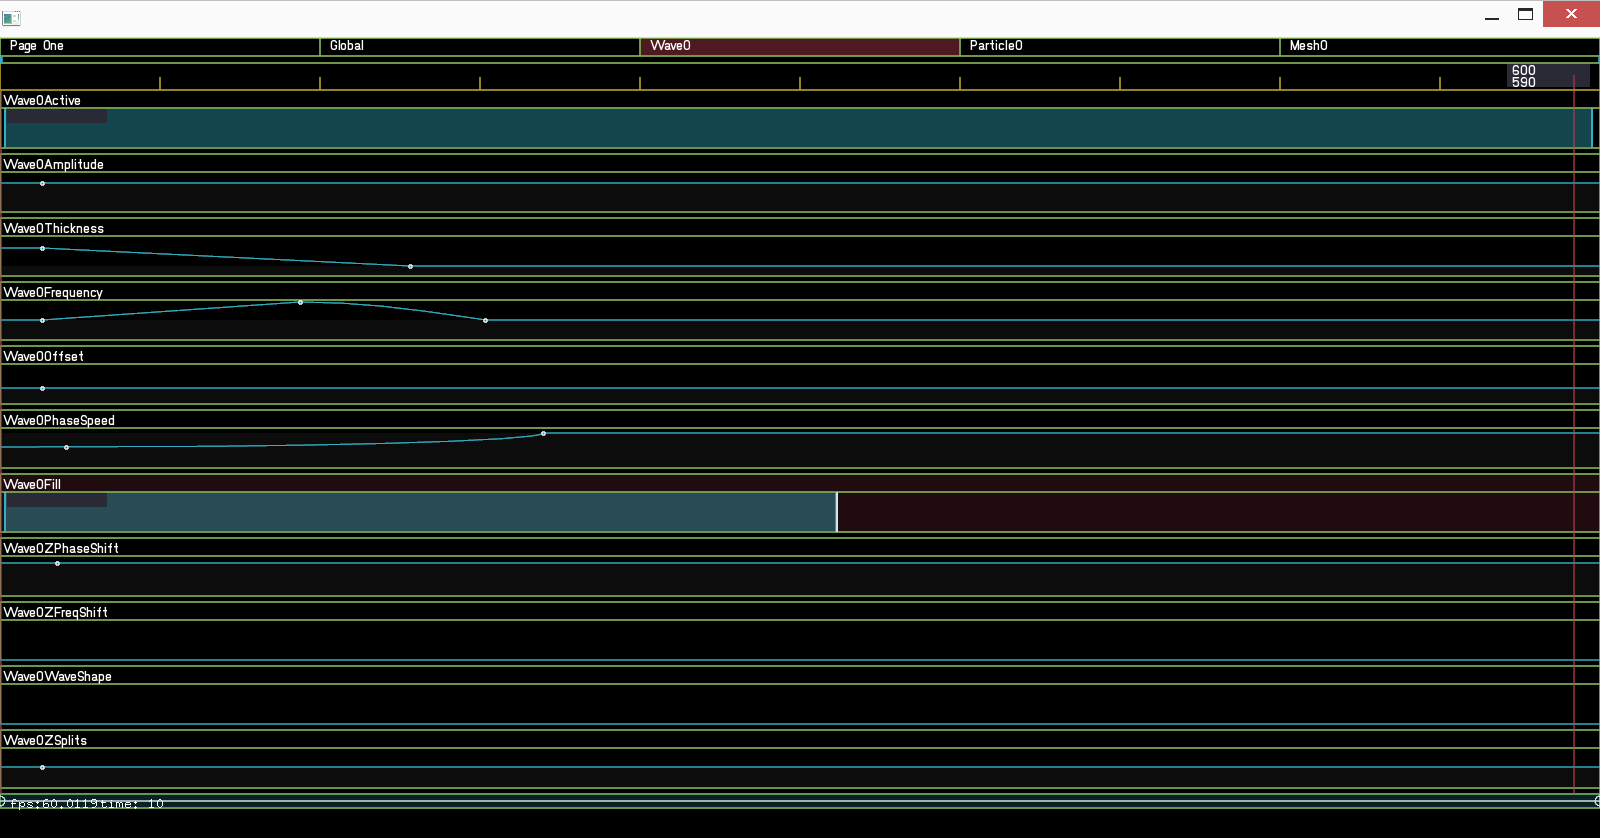 Page One Global Wave0 Particle0 Mesh0
600
590
Wave0Active
Wave0Amplitude
Wave0Thickness
Wave0Frequency
Wave0Offset
Wave0PhaseSpeed
Wave0Fill
Wave0ZPhaseShift
Wave0ZFreqShift
Wave0WaveShape
Wave0ZSplits
fps:60.0119time: 10